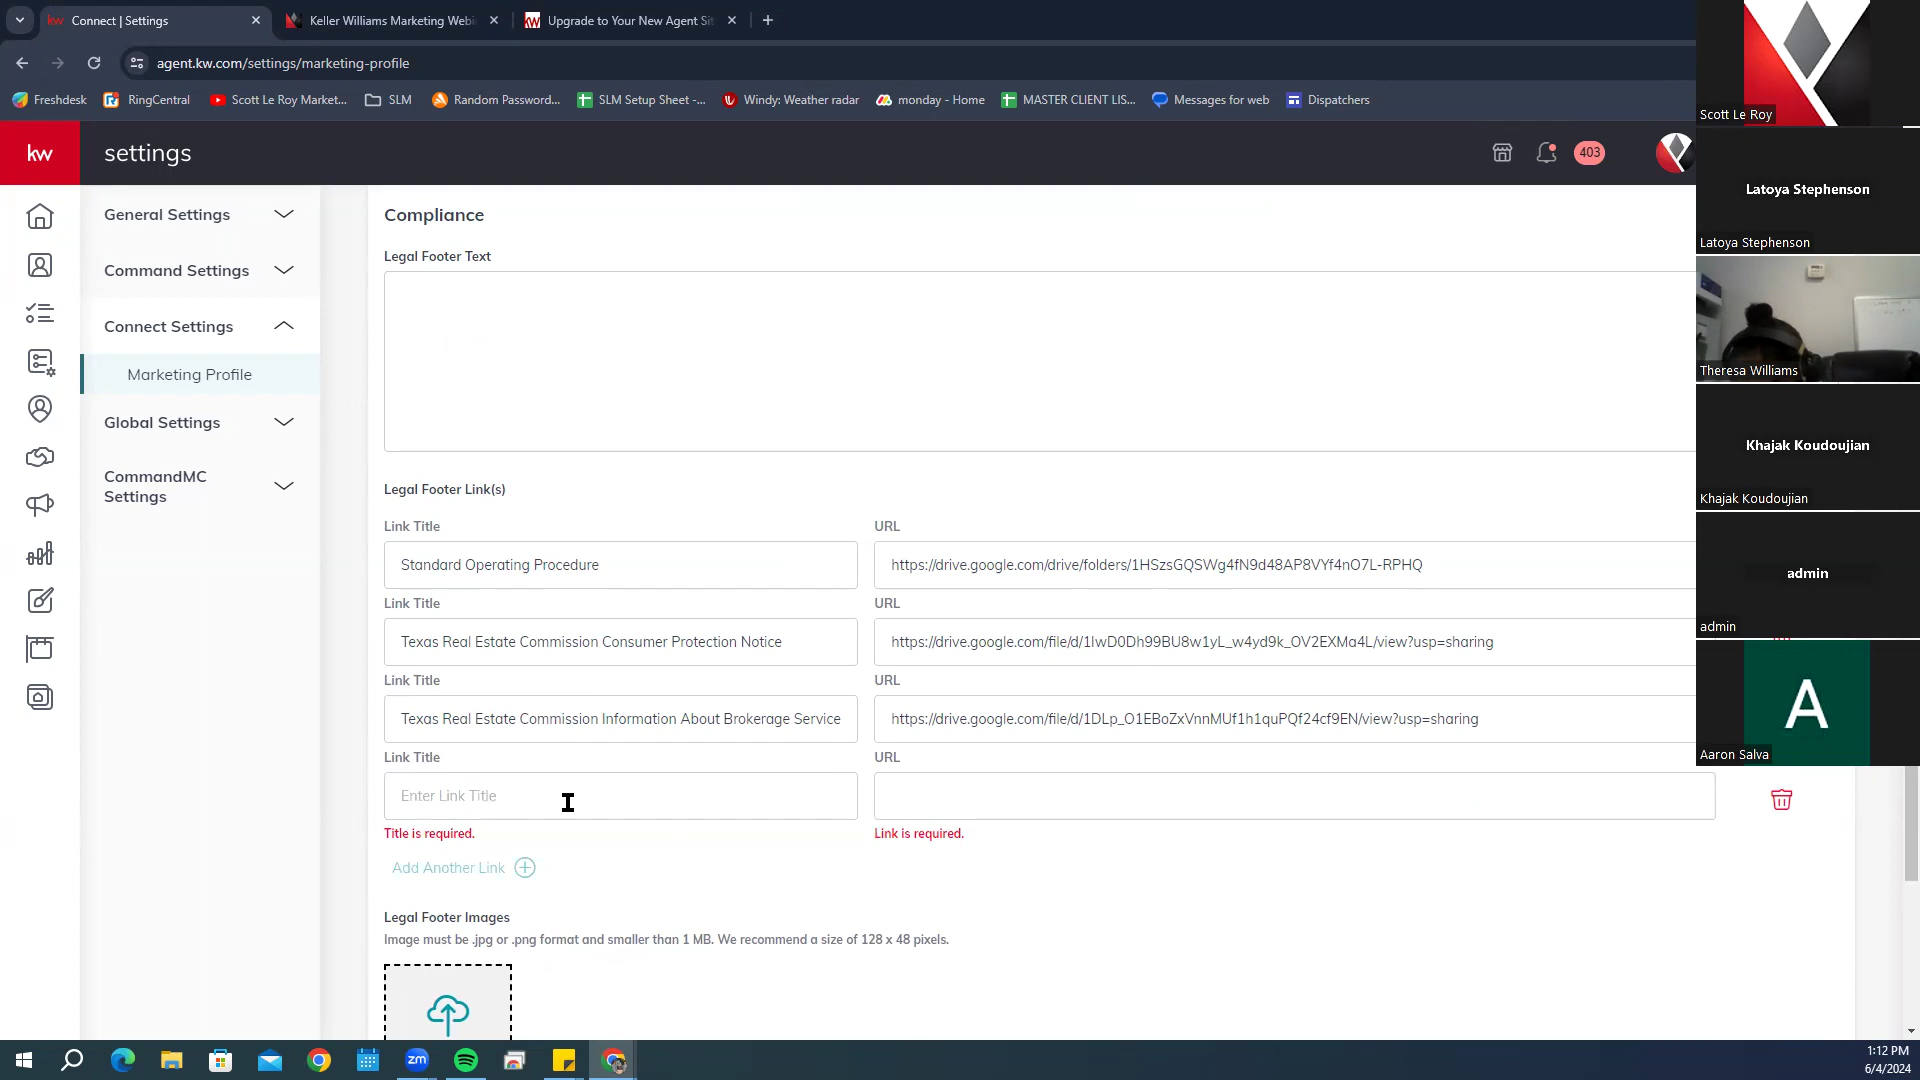 Connect | Settings
Keller Williams Marketing Webi
Upgrade to Your New Agent Sit
agent.kw.com/settings/marketing-profile
Freshdesk
RingCentral
Scott Le Roy Market...
SLM
Random Password...
SLM Setup Sheet -...
Windy: Weather radar
monday - Home
MASTER CLIENT LIS...
Messages for web
Dispatchers
kw
settings
403
General Settings
Command Settings
Connect Settings
Marketing Profile
Global Settings
CommandMC
Settings
Compliance
Legal Footer Text
Legal Footer Link(s)
Link Title
URL
Standard Operating Procedure
https://drive.google.com/drive/folders/1HSzsGQSWg4fN9d48AP8VYf4nO7L-RPHQ
Link Title
URL
Texas Real Estate Commission Consumer Protection Notice
https://drive.google.com/file/d/1IwD0Dh99BU8w1yL_w4yd9k_OV2EXMa4L/view?usp=sharing
Link Title
URL
Texas Real Estate Commission Information About Brokerage Service
https://drive.google.com/file/d/1DLp_O1EBoZxVnnMUf1h1quPQf24cf9EN/view?usp=sharing
Link Title
URL
Enter Link Title
Title is required.
Link is required.
Add Another Link
Legal Footer Images
Image must be .jpg or .png format and smaller than 1 MB. We recommend a size of 128 x 48 pixels.
Scott Le Roy
Latoya Stephenson
Latoya Stephenson
Theresa Williams
Khajak Koudoujian
Khajak Koudoujian
admin
admin
A
Aaron Salva
zm
1:12 PM
6/4/2024